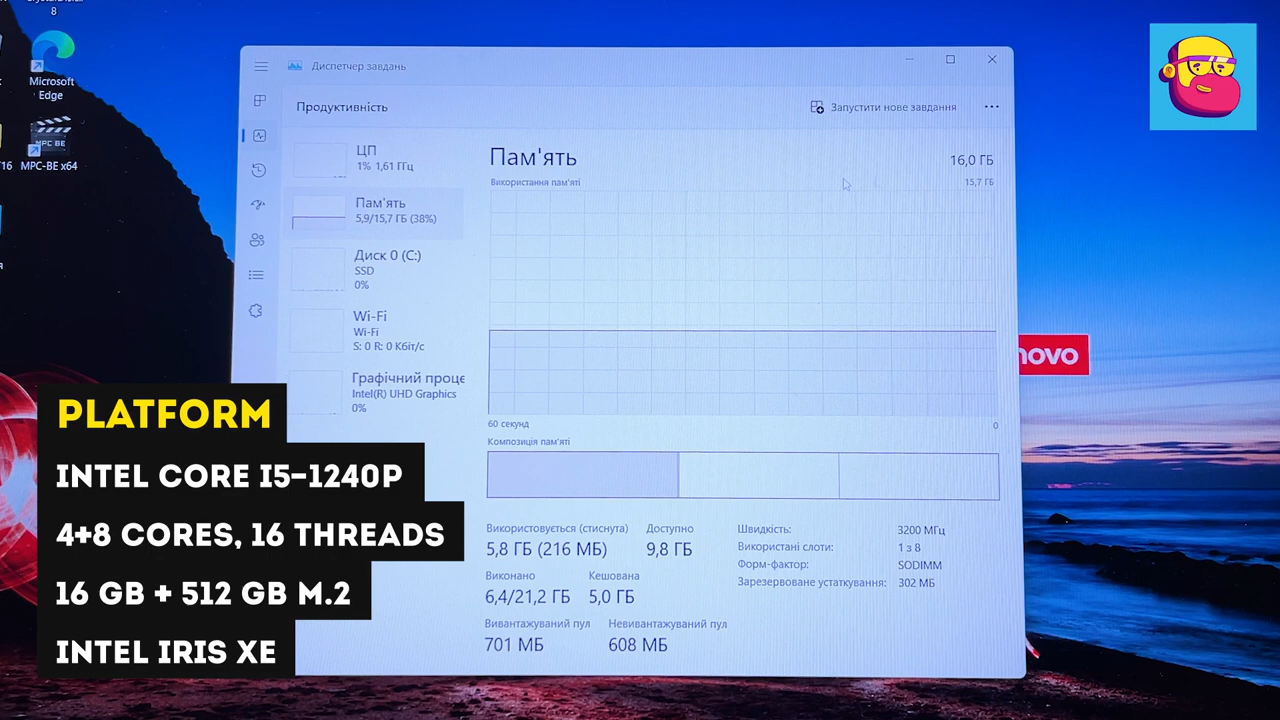 8
Microsoft
Edge
MPC BE
MPC-BE x64
Диспетчер завдань
Продуктивність
Запустити нове завдання
ЦП
1% 1,61 ГГц
Пам'ять
5,9/15,7 ГБ (38%)
Диск 0 (C:)
SSD
0%
Wi-Fi
Wi-Fi
S: 0 R: 0 Кбіт/с
Графічний проце
Intel(R) UHD Graphics
0%
Пам'ять
16,0 ГБ
Використання пам'яті
15,7 ГБ
60 секунд
0
Композиція пам'яті
Використовується (стиснута)
Доступно
5,8 ГБ (216 МБ)
9,8 ГБ
Виконано
Кешована
6,4/21,2 ГБ
5,0 ГБ
Вивантажуваний пул
Невивантажуваний пул
701 МБ
608 МБ
Швидкість:
3200 МГц
Використані слоти:
1 з 8
Форм-фактор:
SODIMM
Зарезервоване устаткування:
302 МБ
novo
PLATFORM
INTEL CORE I5-1240P
4+8 CORES, 16 THREADS
16 GB + 512 GB M.2
INTEL IRIS XE